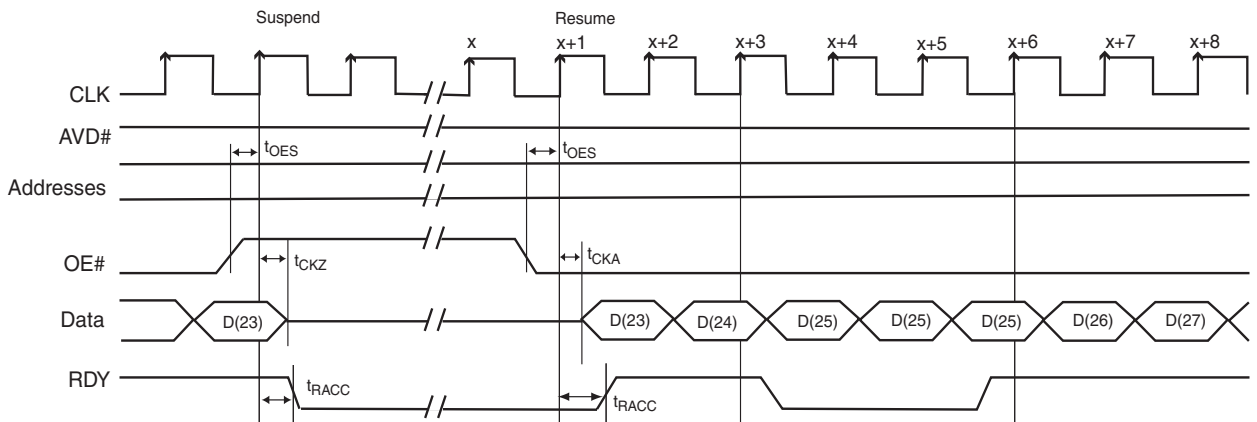 Suspend Resume
x x+1 x+2 x+3 x+4 x+5 x+6 x+7 x+8
CLK
AVD#
tOES tOES
Addresses
OE#
tCKZ tCKA
Data D(23) D(23) D(24) D(25) D(25) D(25) D(26) D(27)
RDY
tRACC tRACC